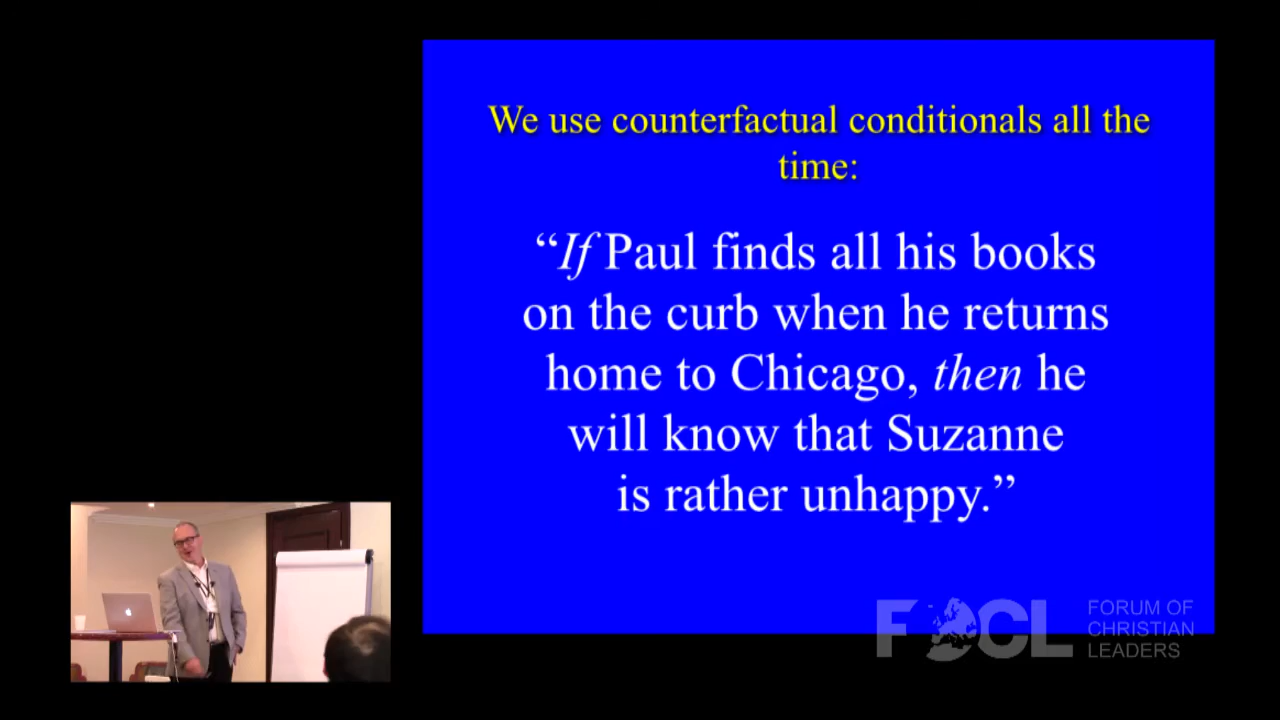 We use counterfactual conditionals all the
time:
“If Paul finds all his books
on the curb when he returns
home to Chicago, then he
will know that Suzanne
is rather unhappy.”
FOCL
FORUM OF
CHRISTIAN
LEADERS